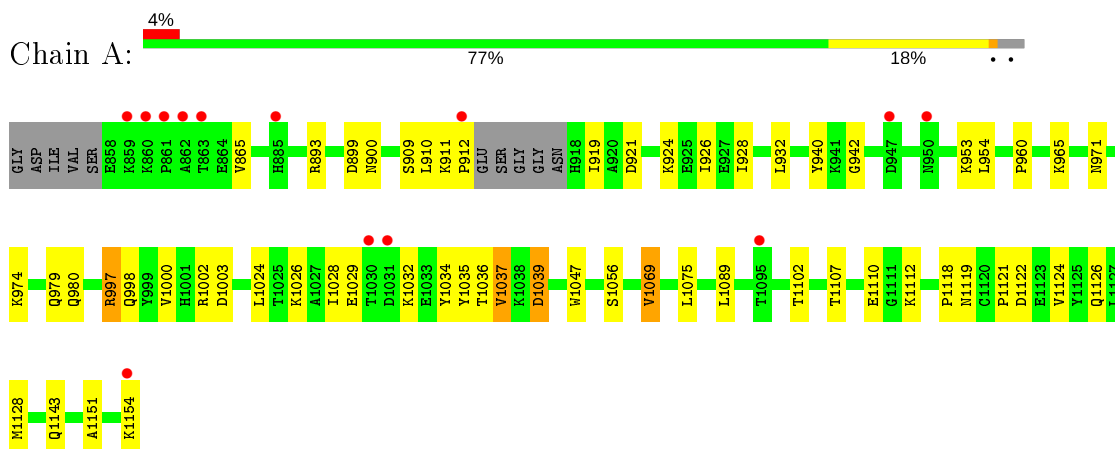 4%
Chain A:
77% 18% • •
GLY ASP ILE VAL SER E858 K859 K860 P861 A862 T863 E864 V865 H885 R893 D899 N900 S909 L910 K911 P912 GLU SER GLY GLY ASN H918 I919 A920 D921 K924 E925 I926 E927 I928 L932 Y940 K941 G942 D947 N950 K953 L954 P960 K965 N971
K974 Q979 Q980 R997 Q998 Y999 V1000 H1001 R1002 D1003 L1024 T1025 K1026 A1027 I1028 E1029 T1030 D1031 K1032 E1033 Y1034 Y1035 T1036 V1037 K1038 D1039 W1047 S1056 V1069 L1075 L1089 T1095 T1102 T1107 E1110 G1111 K1112 P1118 N1119 C1120 P1121 D1122 E1123 V1124 Y1125 Q1126 L1127
M1128 Q1143 A1151 K1154